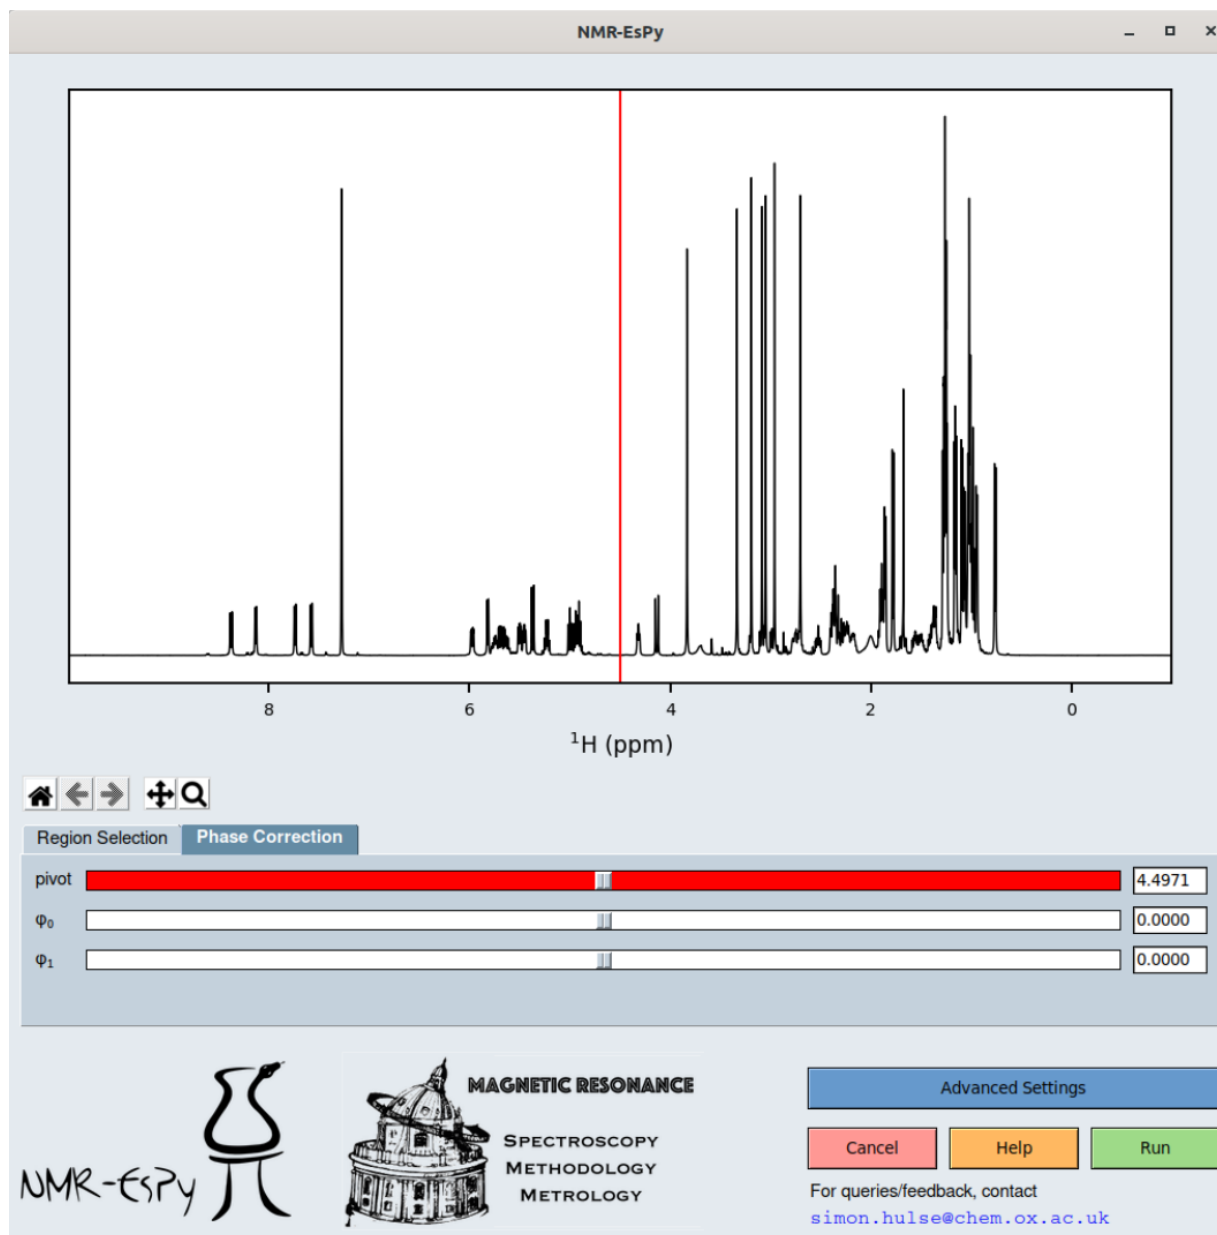 NMR-EsPy
8 6 4 2 0
¹H (ppm)
Region Selection Phase Correction
pivot 4.4971
φ₀ 0.0000
φ₁ 0.0000
NMR-EsPy
MAGNETIC RESONANCE
SPECTROSCOPY
METHODOLOGY
METROLOGY
Advanced Settings
Cancel Help Run
For queries/feedback, contact
simon.hulse@chem.ox.ac.uk